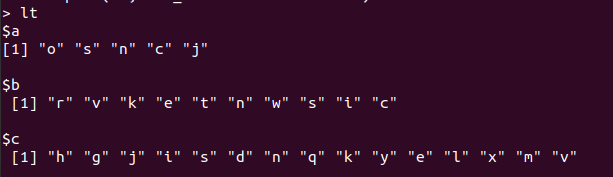 > lt
$a
[1] "o" "s" "n" "c" "j"
$b
[1] "r" "v" "k" "e" "t" "n" "w" "s" "i" "c"
$c
[1] "h" "g" "j" "i" "s" "d" "n" "q" "k" "y" "e" "l" "x" "m" "v"